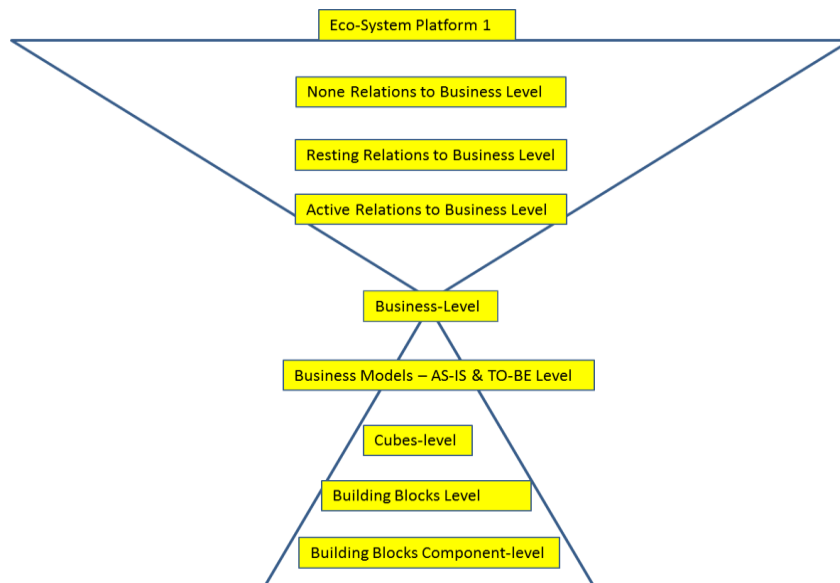 Eco-System Platform 1
None Relations to Business Level
Resting Relations to Business Level
Active Relations to Business Level
Business-Level
Business Models – AS-IS & TO-BE Level
Cubes-level
Building Blocks Level
Building Blocks Component-level